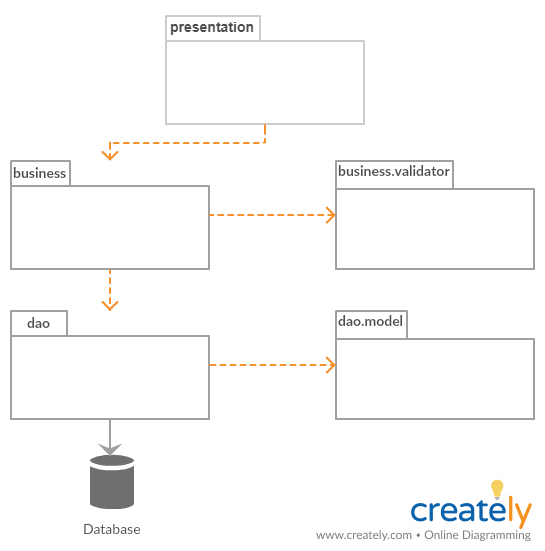 presentation
business
business.validator
dao
dao.model
Database
creately
www.creately.com • Online Diagramming